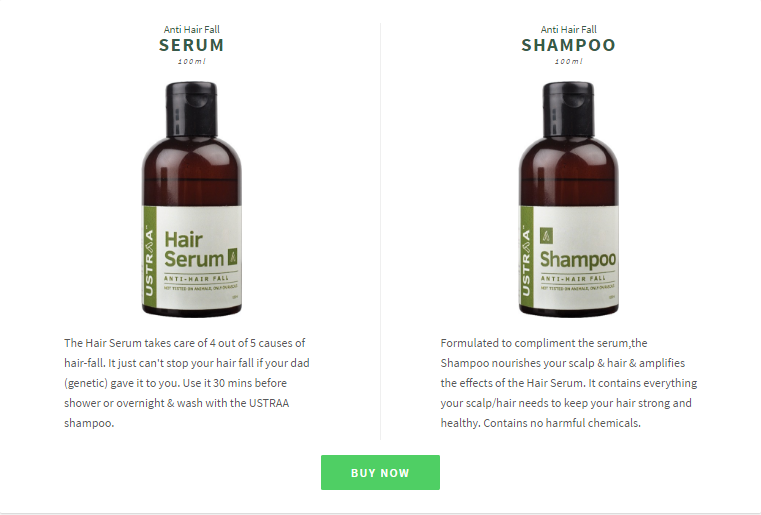 Anti Hair Fall
SERUM
100ml
USTRAA
Hair
Serum
ANTI-HAIR FALL
NOT TESTED ON ANIMALS, ONLY ON
The Hair Serum takes care of 4 out of 5 causes of
hair-fall. It just can't stop your hair fall if your dad
(genetic) gave it to you. Use it 30 mins before
shower or overnight & wash with the USTRAA
shampoo.
Anti Hair Fall
SHAMPOO
100ml
USTRAA
Shampoo
ANTI-HAIR FALL
NOT TESTED ON ANIMALS, ONLY ON
Formulated to compliment the serum,the
Shampoo nourishes your scalp & hair & amplifies
the effects of the Hair Serum. It contains everything
your scalp/hair needs to keep your hair strong and
healthy. Contains no harmful chemicals.
BUY NOW